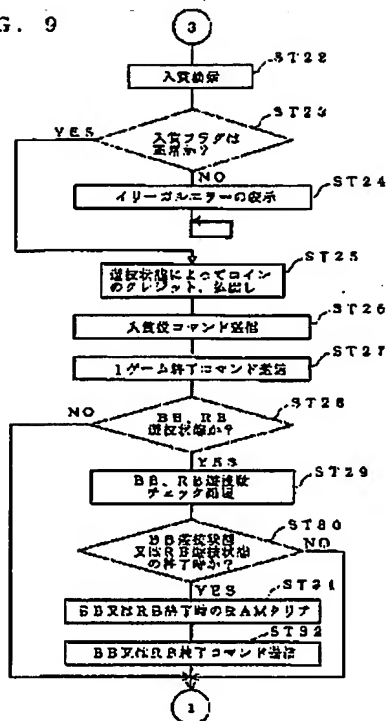 G. 9
3
ST22
入賞検索
ST23
YES
入賞フラグは
正常か?
NO
ST24
イリーガルエラーの表示
ST25
遊技状態によってコイン
のクレジット、払出し
ST26
入賞役コマンド送信
ST27
1ゲーム終了コマンド送信
ST28
NO
BB、RB
遊技状態か?
YES
ST29
BB、RB遊技数
チェック処理
ST30
BB遊技状態
又はRB遊技状態
の終了時か?
NO
YES
ST31
BB又はRB終了時のRAMクリア
ST32
BB又はRB終了コマンド送信
1